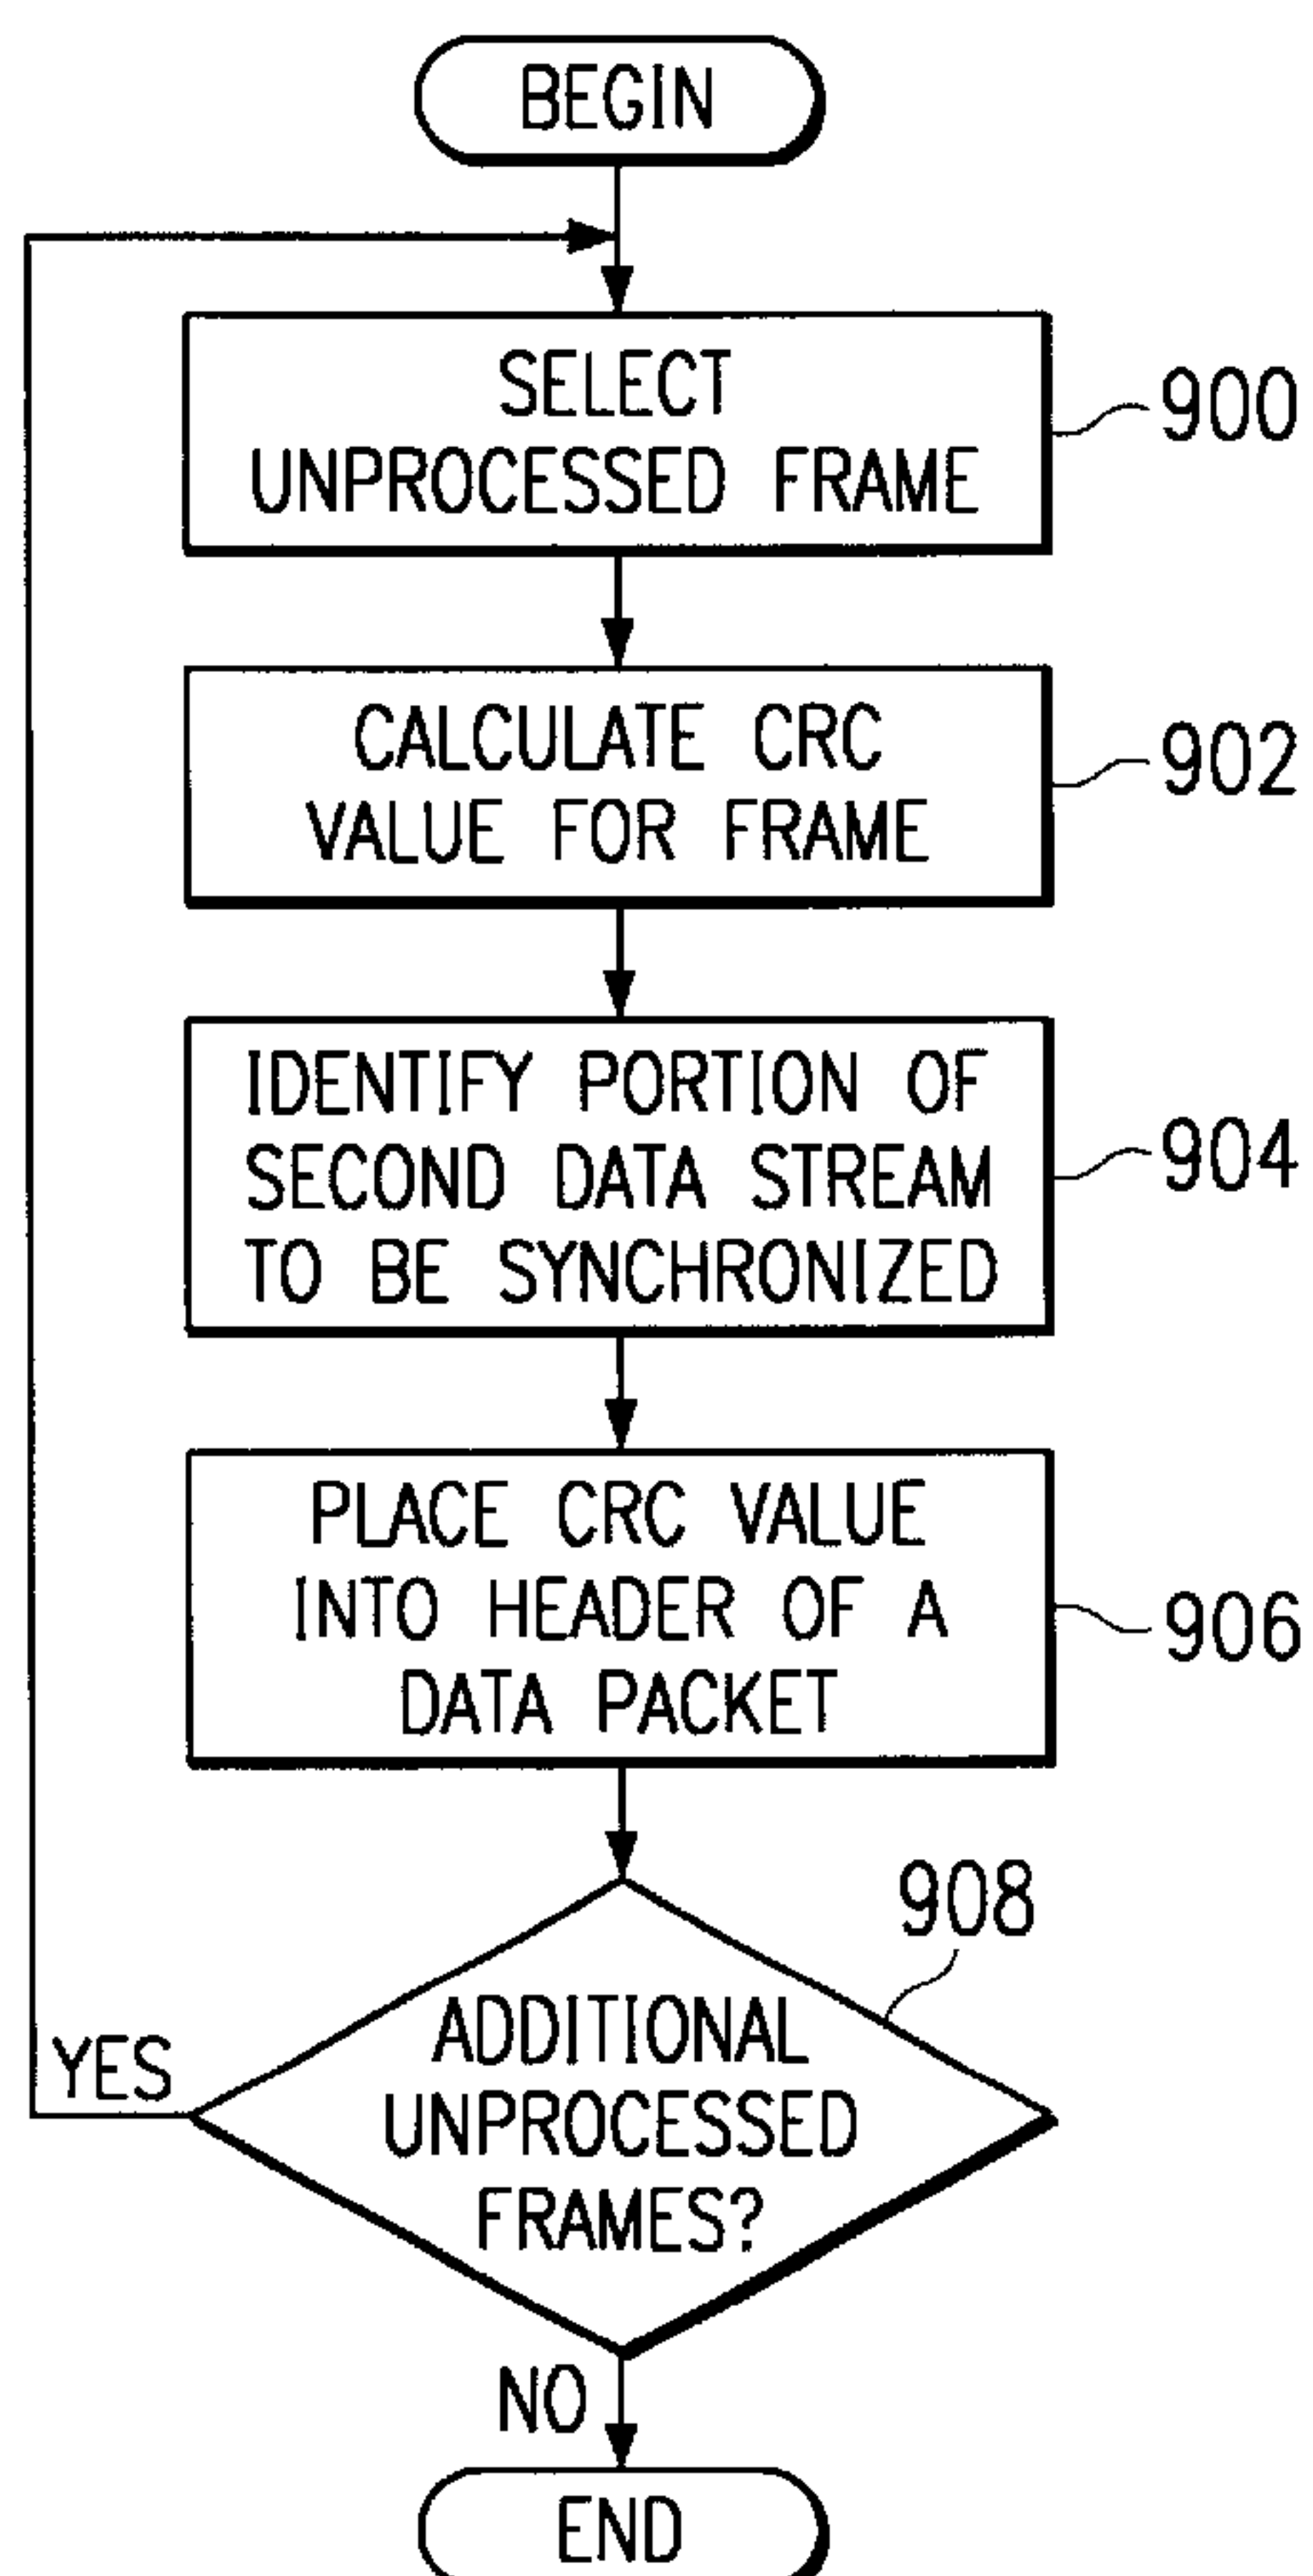 BEGIN
SELECT
UNPROCESSED FRAME
900
CALCULATE CRC
VALUE FOR FRAME
902
IDENTIFY PORTION OF
SECOND DATA STREAM
TO BE SYNCHRONIZED
904
PLACE CRC VALUE
INTO HEADER OF A
DATA PACKET
906
908
ADDITIONAL
UNPROCESSED
FRAMES?
YES
NO
END